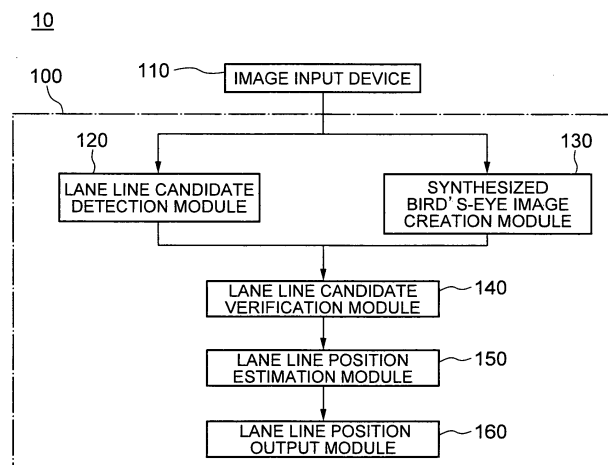 10
110
IMAGE INPUT DEVICE
100
120
130
LANE LINE CANDIDATE
DETECTION MODULE
SYNTHESIZED
BIRD'S-EYE IMAGE
CREATION MODULE
LANE LINE CANDIDATE
VERIFICATION MODULE
140
LANE LINE POSITION
ESTIMATION MODULE
150
LANE LINE POSITION
OUTPUT MODULE
160